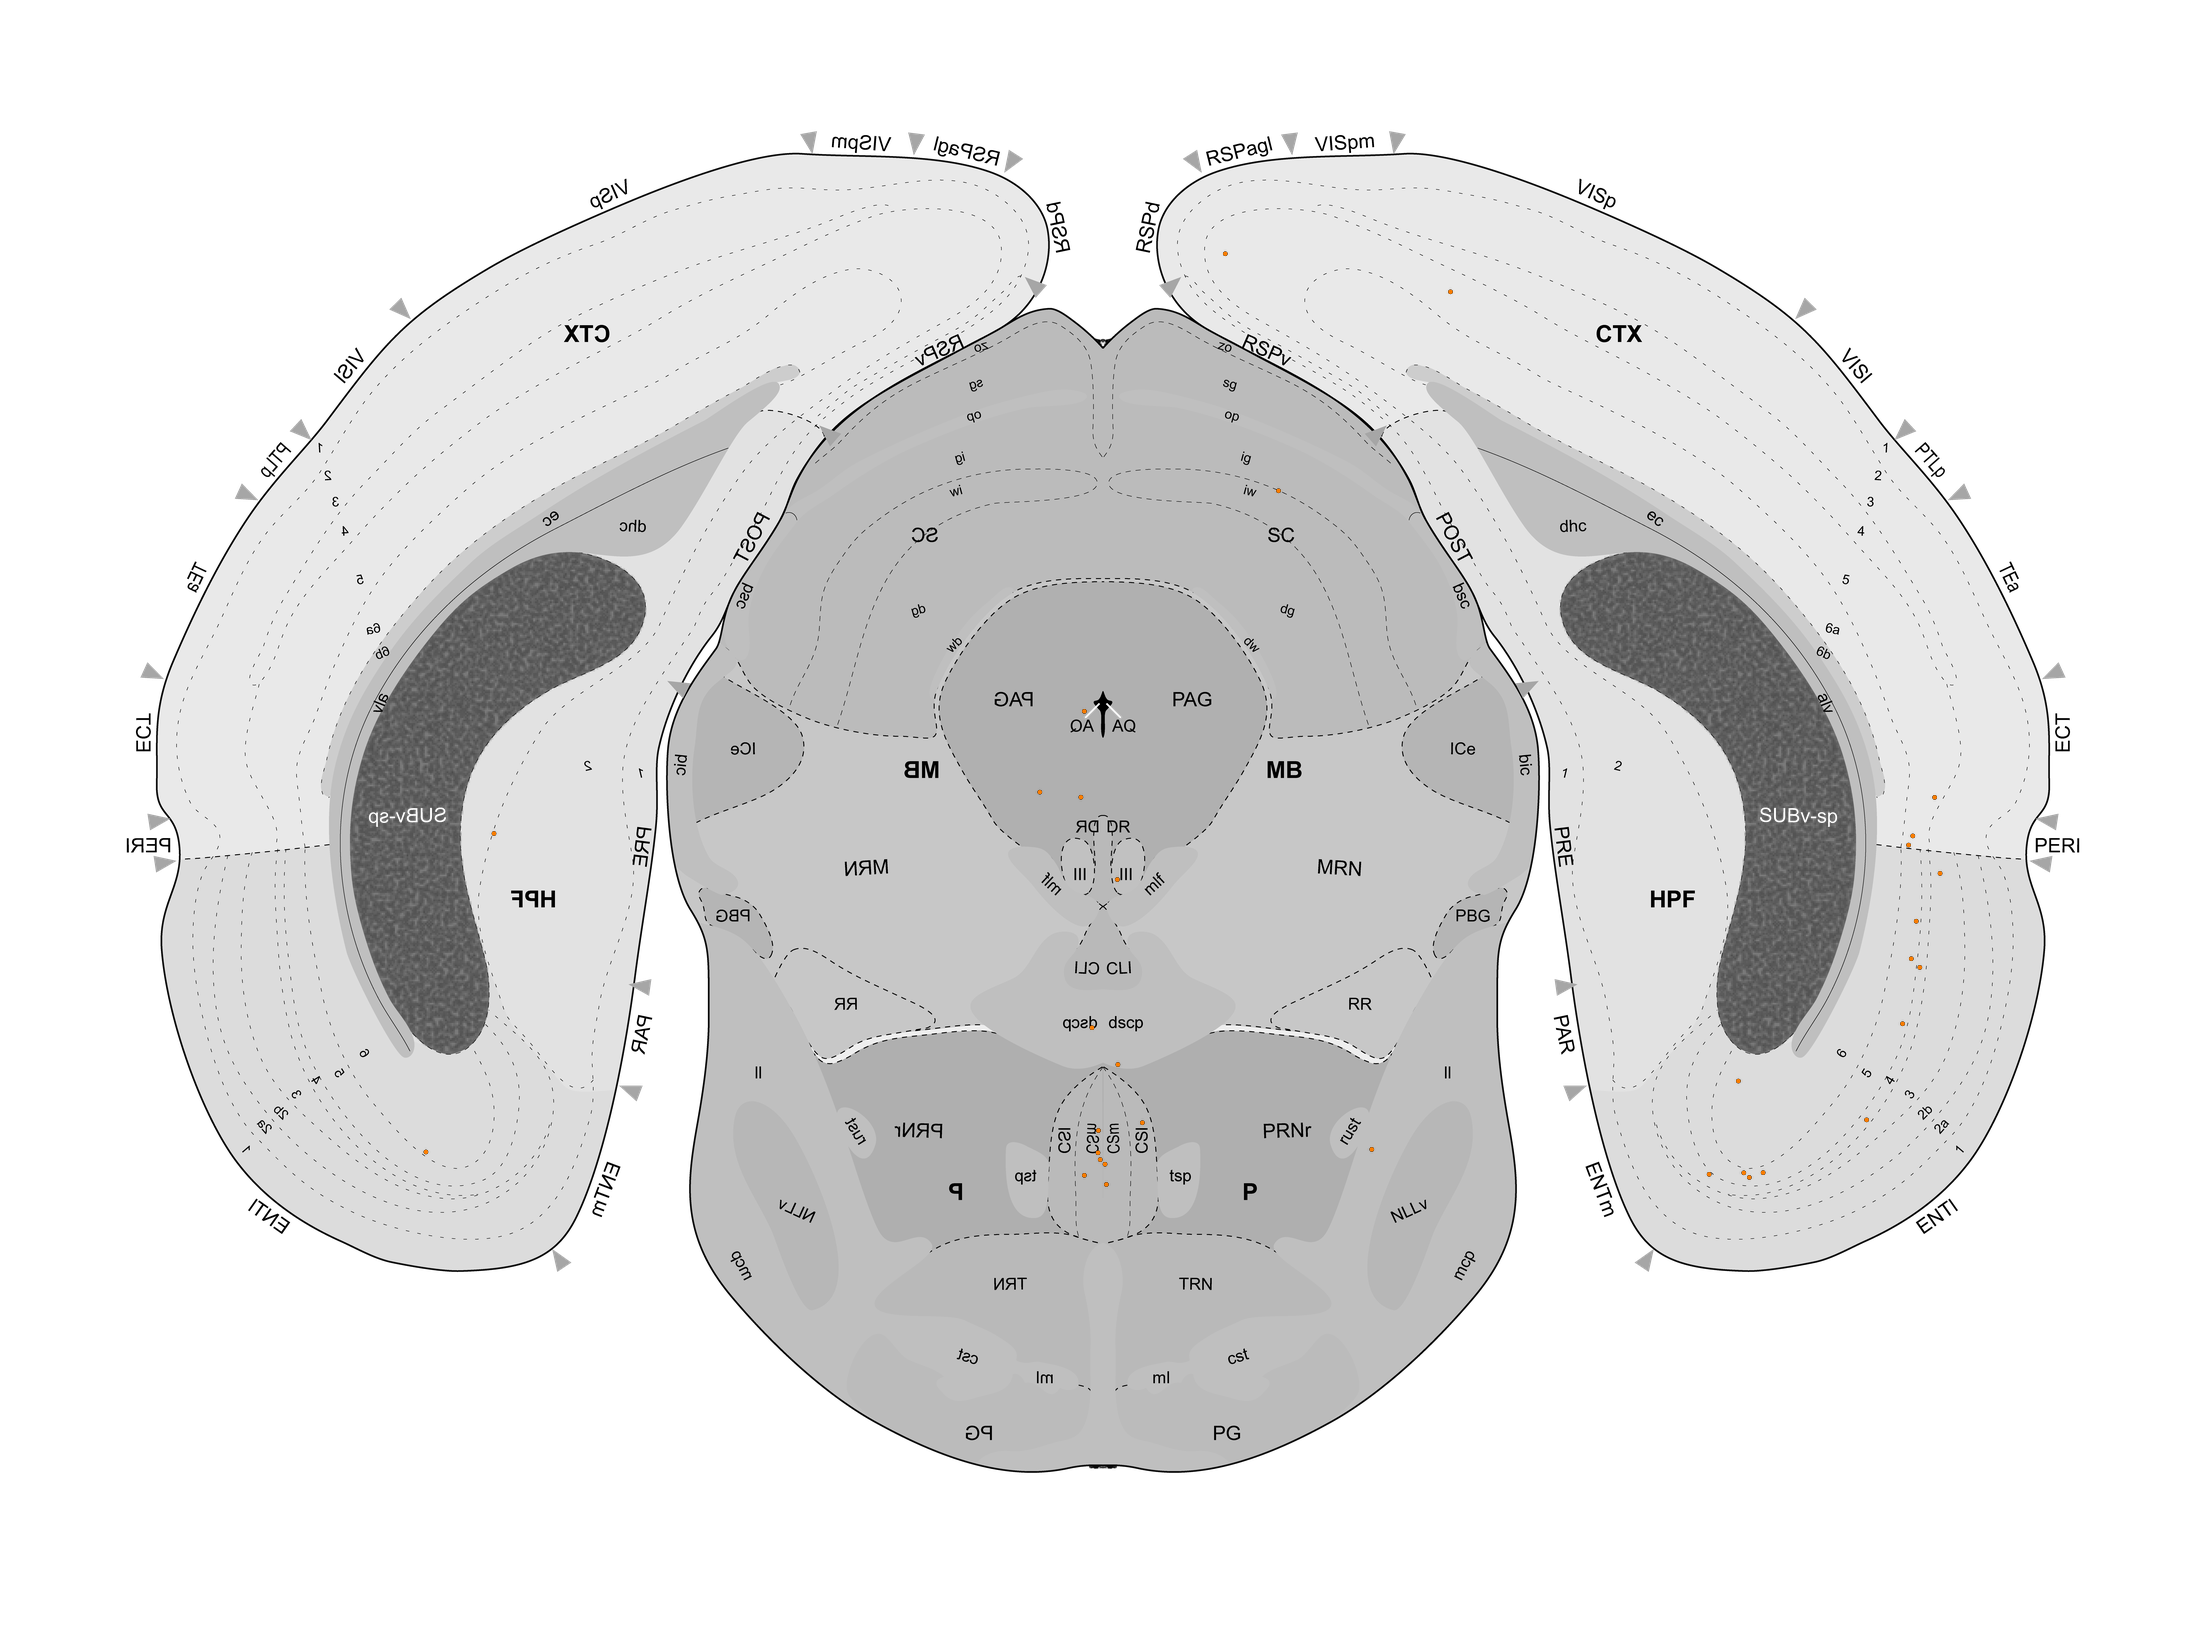 VISpm
RSPagl
RSPagl
VISpm
VISp
VISp
RSPd
RSPd
CTX
CTX
VISl
VISl
RSPv
zo
zo
RSPv
sg
sg
op
op
PTLp
1
ig
ig
1
PTLp
2
2
wi
iw
3
3
4
ec
dhc
POST
SC
SC
POST
dhc
ec
4
TEa
5
bsc
dg
dg
bsc
5
TEa
6a
6b
dw
dw
6a
6b
alv
PAG
PAG
alv
ECT
AQ
AQ
ECT
ICe
ICe
2
1
bic
MB
MB
bic
1
2
SUBv-sp
SUBv-sp
DR
DR
PERI
PRE
PRE
PERI
MRN
III
III
MRN
mlf
mlf
HPF
HPF
PBG
PBG
CLI
CLI
RR
RR
dscp
dscp
PAR
PAR
6
5
4
3
2b
2a
1
ll
ll
6
5
4
3
2b
2a
1
rust
PRNr
CSl
CSm
CSm
CSl
PRNr
rust
tsp
tsp
P
P
ENTl
ENTm
NLLv
NLLv
ENTm
ENTl
mcp
mcp
TRN
TRN
cst
cst
ml
ml
PG
PG